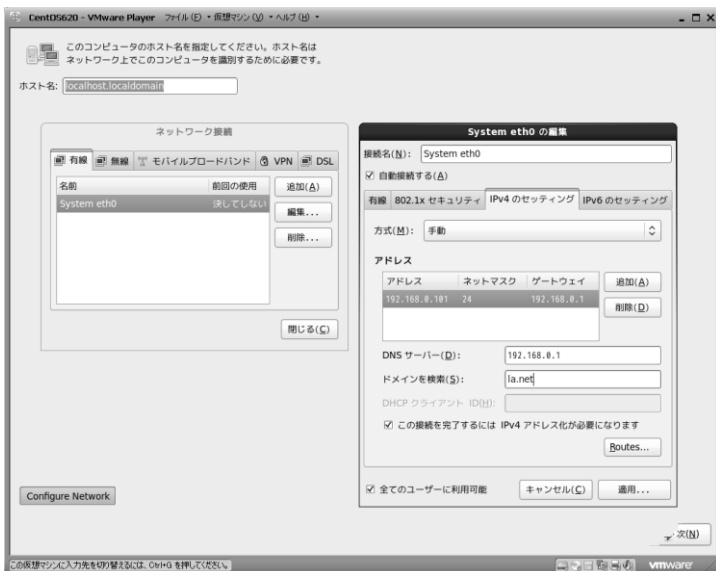 CentOS620 - VMware Player ファイル(F) ・ 仮想マシン(V) ・ ヘルプ(H) ・
このコンピュータのホスト名を指定してください。ホスト名は
ネットワーク上でこのコンピュータを識別するために必要です。
ホスト名: localhost.localdomain
ネットワーク接続
有線 無線 モバイルブロードバンド VPN DSL
名前 前回の使用
System eth0 決してしない
追加(A)
編集...
削除...
閉じる(C)
System eth0 の編集
接続名(N): System eth0
自動接続する(A)
有線 802.1x セキュリティ IPv4 のセッティング IPv6 のセッティング
方式(M): 手動
アドレス
アドレス ネットマスク ゲートウェイ
192.168.0.101 24 192.168.0.1
追加(A)
削除(D)
DNS サーバー(D): 192.168.0.1
ドメインを検索(S): la.net
DHCP クライアント ID(H):
この接続を完了するには IPv4 アドレス化が必要になります
Routes...
全てのユーザーに利用可能 キャンセル(C) 適用...
Configure Network
次(N)
この仮想マシンに入力先を切り替えるには、Ctrl+G を押してください。
vmware